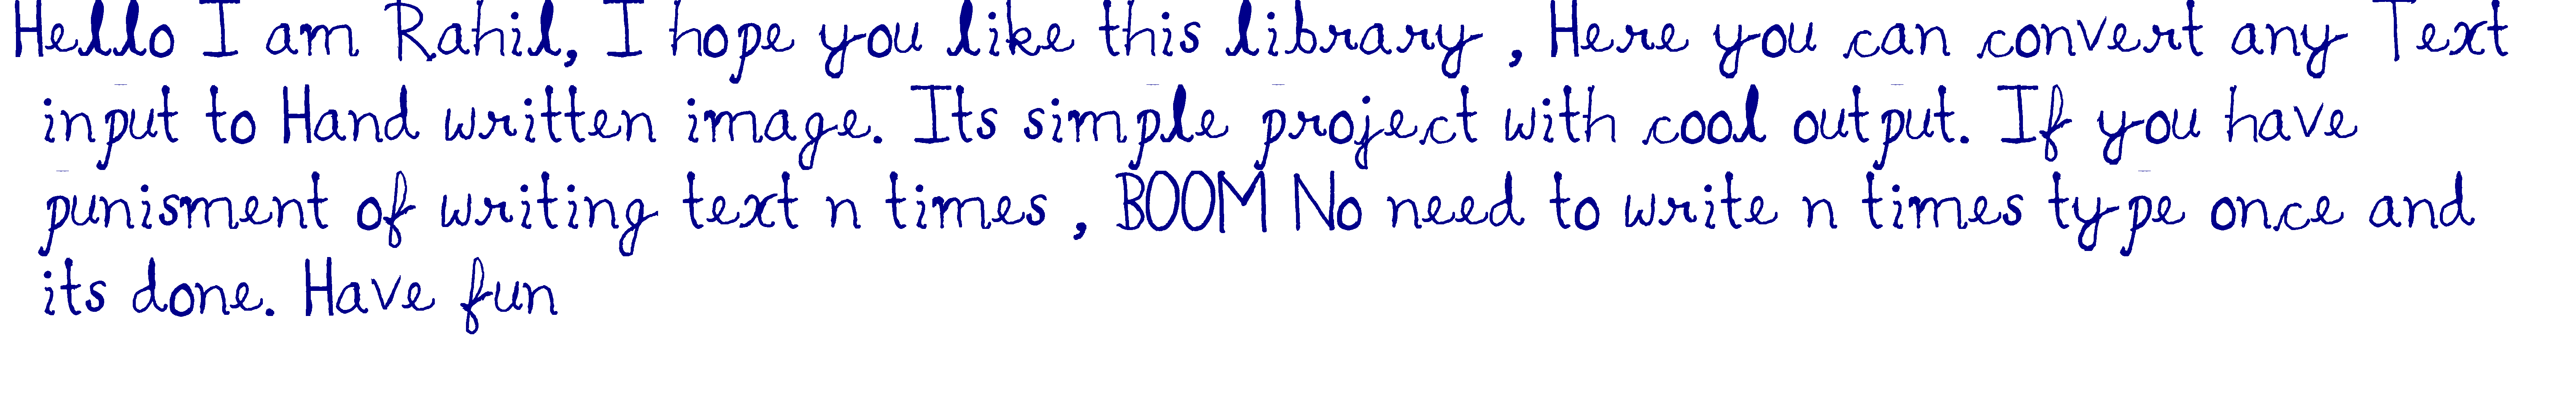 Hello I am Rahil, I hope you like this library , Here you can convert any Text
input to Hand written image. Its simple project with cool output. If you have
punisment of writing text n times , BOOM No need to write n times type once and
its done. Have fun